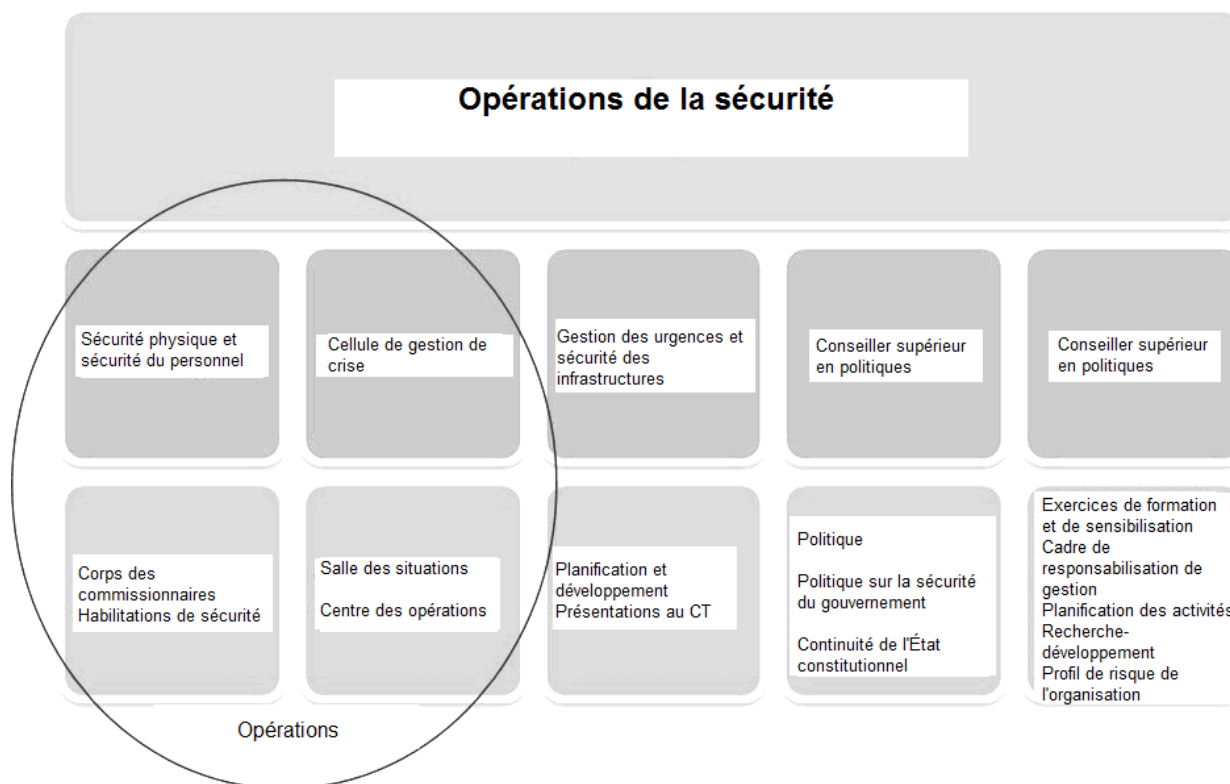 Opérations de la sécurité
Sécurité physique et
sécurité du personnel
Cellule de gestion de
crise
Gestion des urgences et
sécurité des
infrastructures
Conseiller supérieur
en politiques
Conseiller supérieur
en politiques
Corps des
commissionnaires
Habilitations de sécurité
Salle des situations
Centre des opérations
Planification et
développement
Présentations au CT
Politique
Politique sur la sécurité
du gouvernement
Continuité de l'État
constitutionnel
Exercices de formation
et de sensibilisation
Cadre de
responsabilisation de
gestion
Planification des activités
Recherche-
développement
Profil de risque de
l'organisation
Opérations